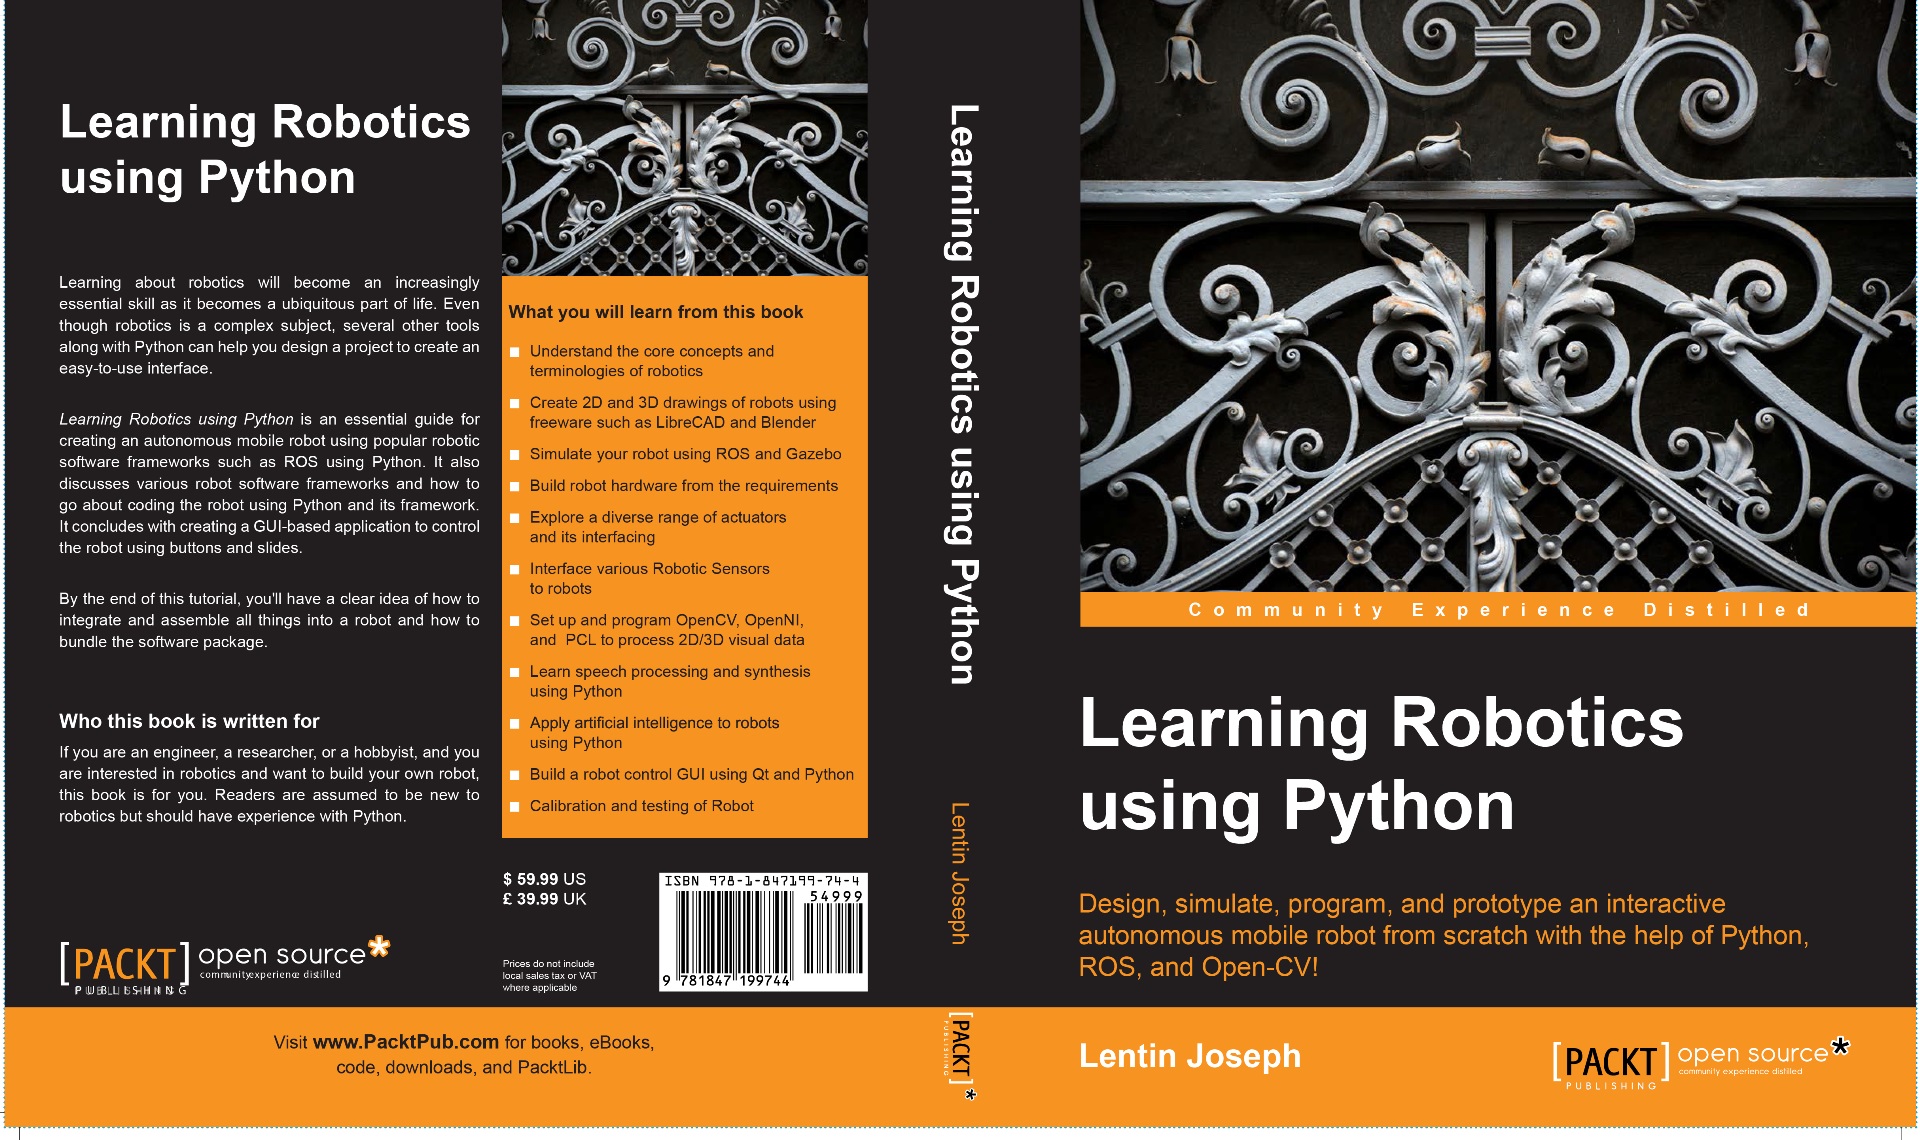 Learning Robotics
using Python
Learning about robotics will become an increasingly
essential skill as it becomes a ubiquitous part of life. Even
though robotics is a complex subject, several other tools
along with Python can help you design a project to create an
easy-to-use interface.
Learning Robotics using Python is an essential guide for
creating an autonomous mobile robot using popular robotic
software frameworks such as ROS using Python. It also
discusses various robot software frameworks and how to
go about coding the robot using Python and its framework.
It concludes with creating a GUI-based application to control
the robot using buttons and slides.
By the end of this tutorial, you'll have a clear idea of how to
integrate and assemble all things into a robot and how to
bundle the software package.
Who this book is written for
If you are an engineer, a researcher, or a hobbyist, and you
are interested in robotics and want to build your own robot,
this book is for you. Readers are assumed to be new to
robotics but should have experience with Python.
[PACKT]
PUBLISHING
open source*
community experience distilled
What you will learn from this book
Understand the core concepts and
terminologies of robotics
Create 2D and 3D drawings of robots using
freeware such as LibreCAD and Blender
Simulate your robot using ROS and Gazebo
Build robot hardware from the requirements
Explore a diverse range of actuators
and its interfacing
Interface various Robotic Sensors
to robots
Set up and program OpenCV, OpenNI,
and  PCL to process 2D/3D visual data
Learn speech processing and synthesis
using Python
Apply artificial intelligence to robots
using Python
Build a robot control GUI using Qt and Python
Calibration and testing of Robot
$ 59.99 US
£ 39.99 UK
Prices do not include
local sales tax or VAT
where applicable
ISBN 978-1-847199-74-4
54999
9 781847 199744
Visit www.PacktPub.com for books, eBooks,
code, downloads, and PacktLib.
Learning Robotics using Python
Lentin Joseph
[PACKT]*
PUBLISHING
Community Experience Distilled
Learning Robotics
using Python
Design, simulate, program, and prototype an interactive
autonomous mobile robot from scratch with the help of Python,
ROS, and Open-CV!
Lentin Joseph
[PACKT]
PUBLISHING
open source*
community experience distilled